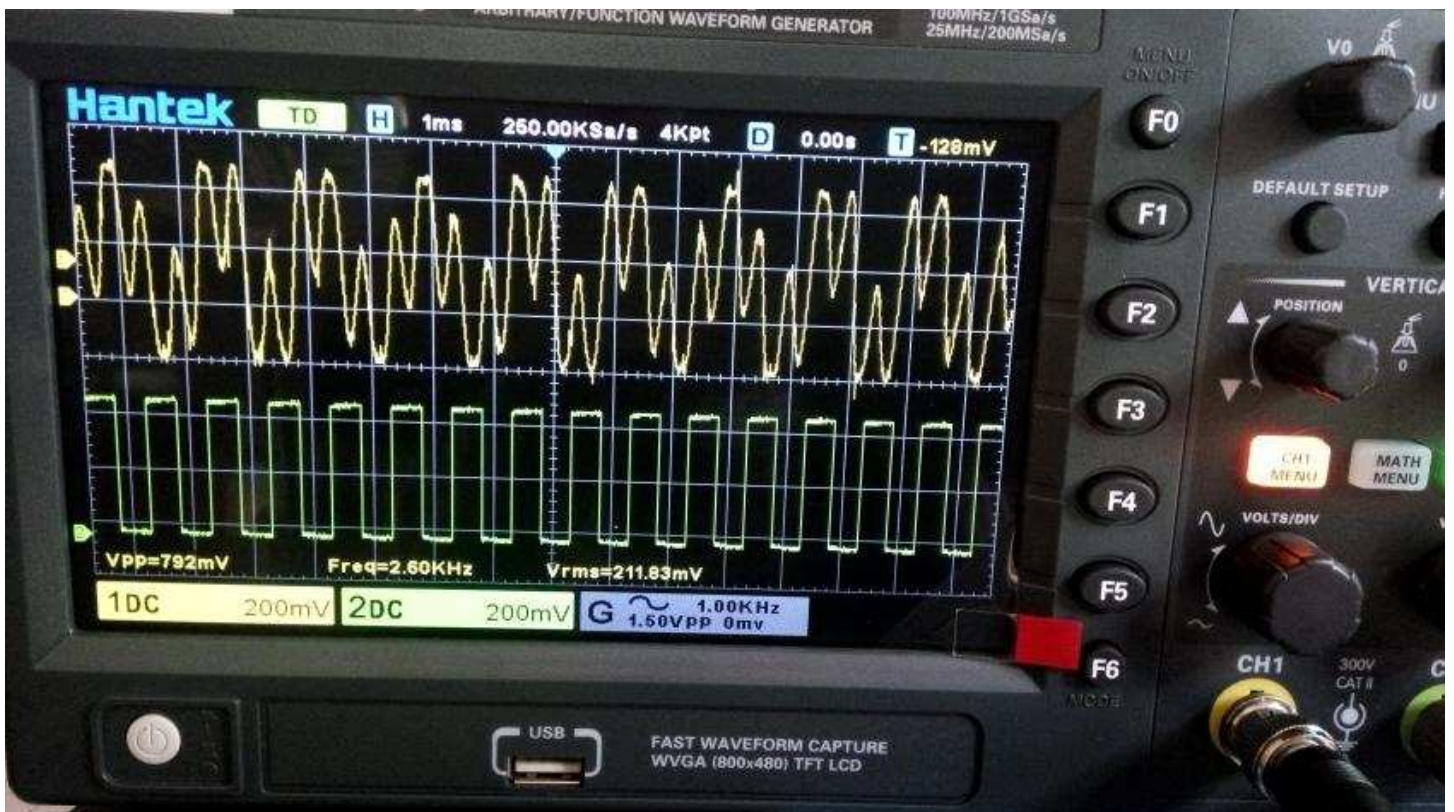 ARBITRARY/FUNCTION WAVEFORM GENERATOR
100MHz/1GSa/s
25MHz/200MSa/s
MENU
ON/OFF
Hantek TD H 1ms 250.00KSa/s 4Kpt D 0.00s T -128mV
F0
V0
DEFAULT SETUP
F1
F2
POSITION
0
F3
CH1
MENU
MATH
MENU
F4
VOLTS/DIV
Vpp=792mV Freq=2.60KHz Vrms=211.83mV
1DC 200mV 2DC 200mV G 1.00KHz
1.50Vpp 0mv
F5
F6
MODE
CH1
300V
CAT II
USB
FAST WAVEFORM CAPTURE
WVGA (800x480) TFT LCD